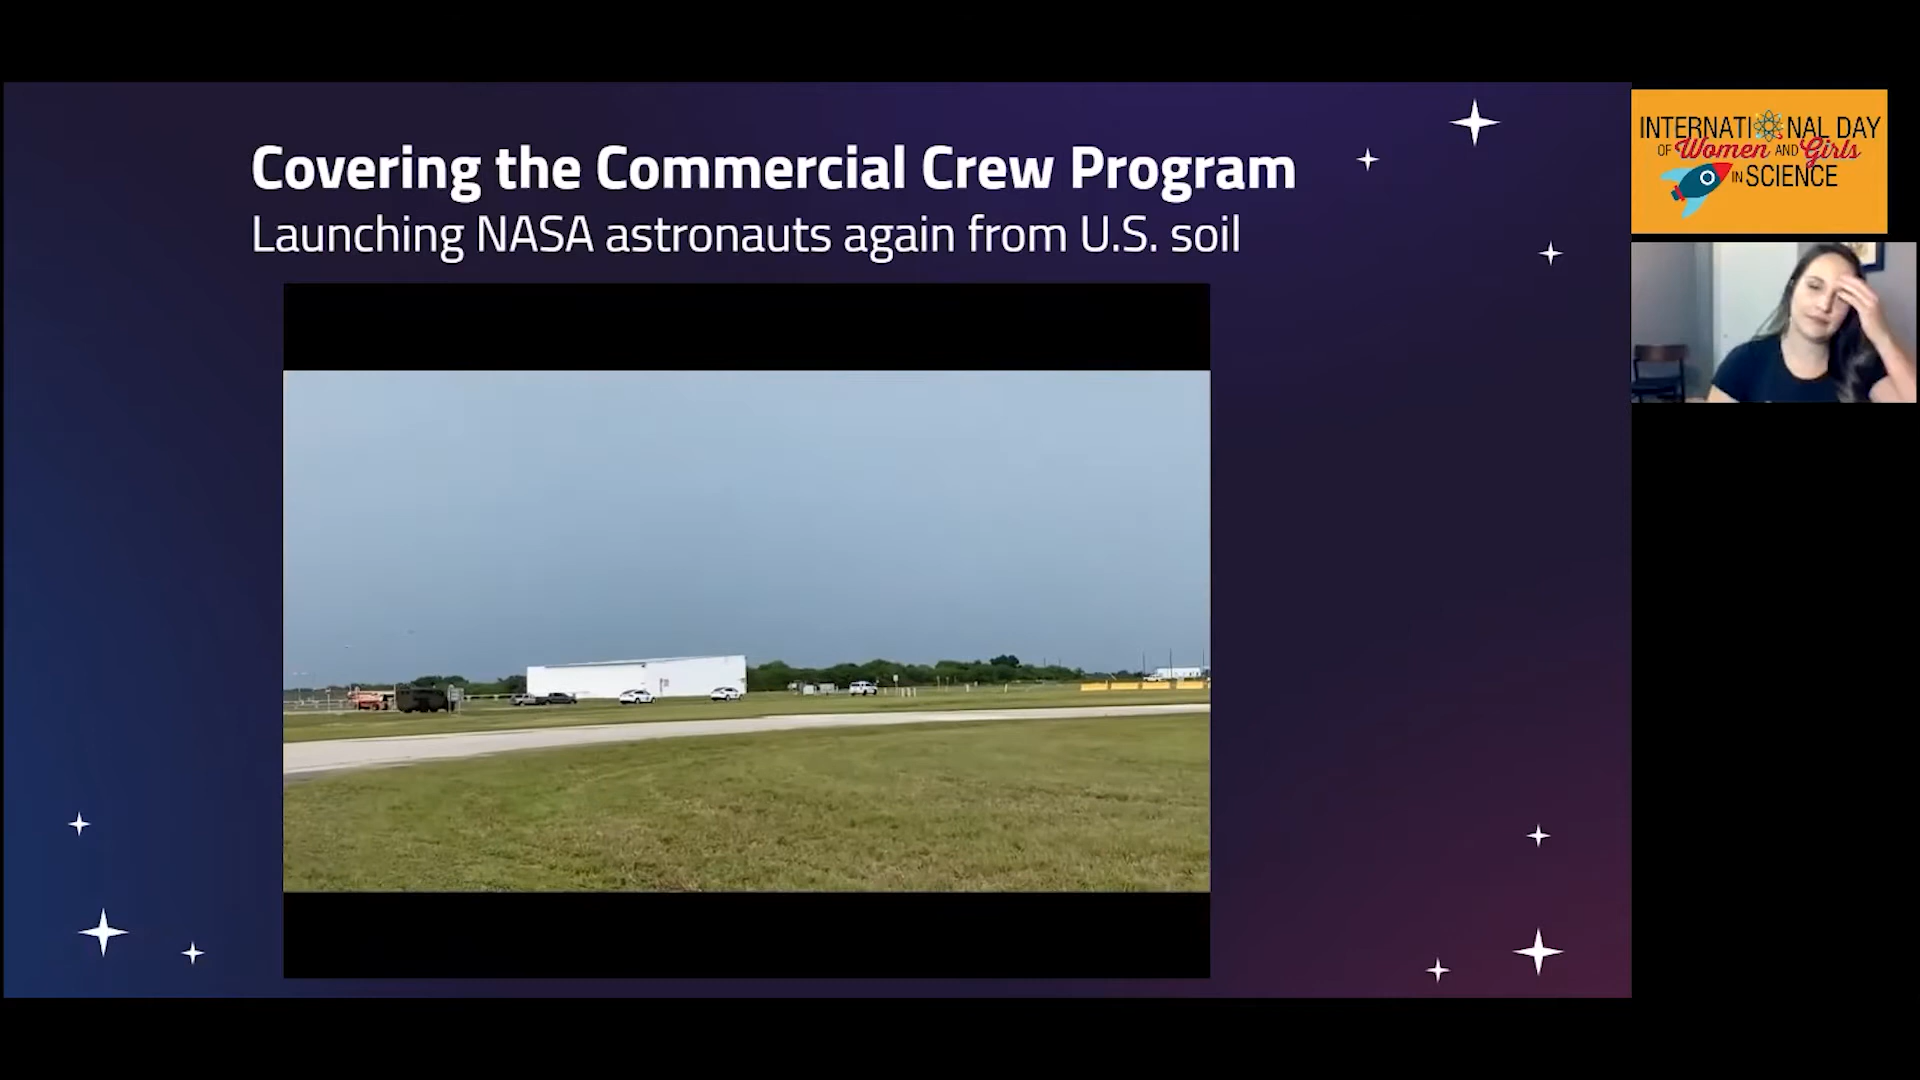 Covering the Commercial Crew Program
Launching NASA astronauts again from U.S. soil
INTERNATIONAL DAY
OF Women AND Girls
IN SCIENCE